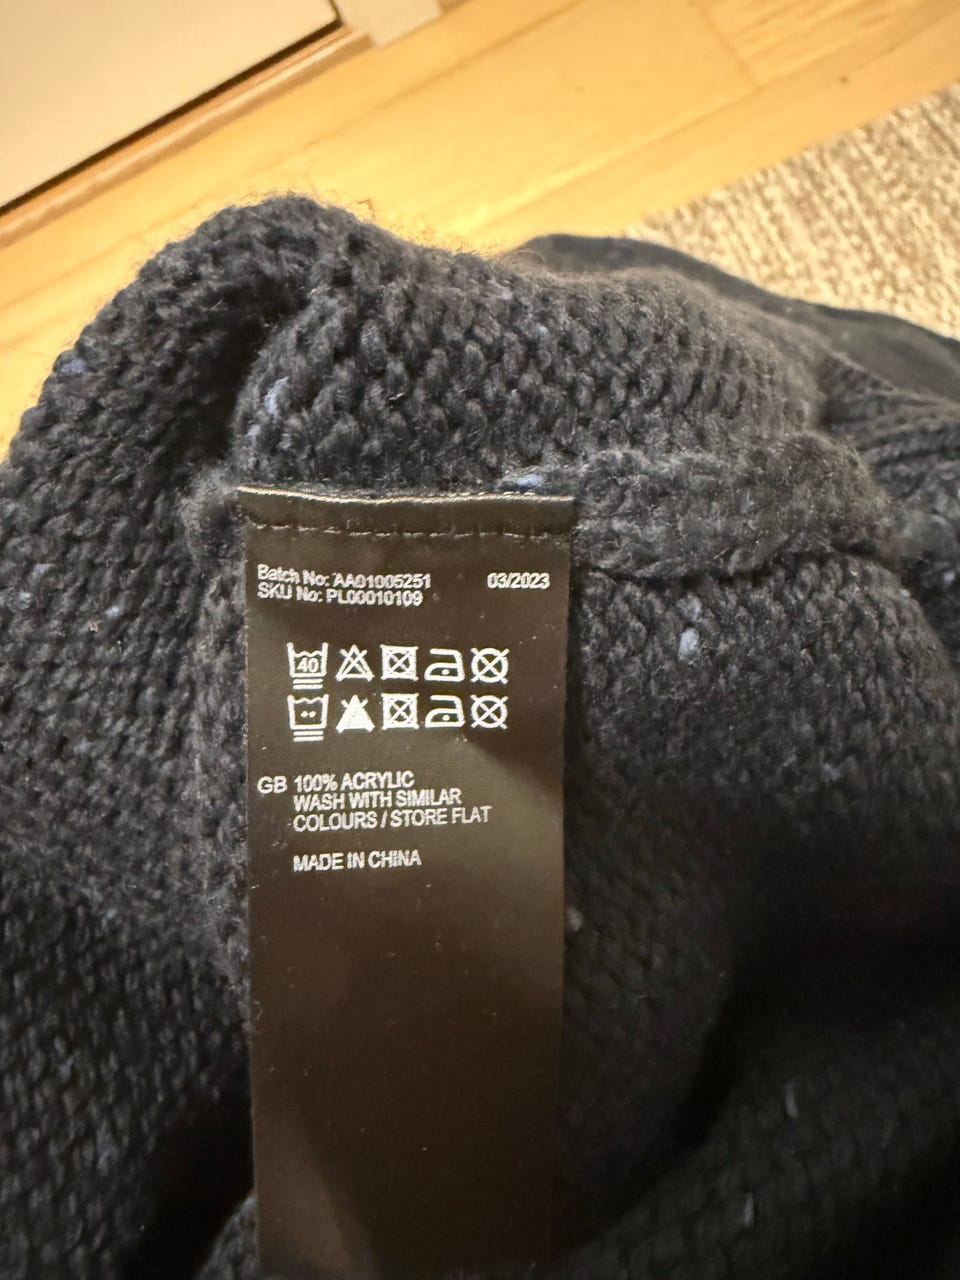 Batch No: AA01005251 03/2023
SKU No: PL00010109
40
GB 100% ACRYLIC
WASH WITH SIMILAR
COLOURS / STORE FLAT
MADE IN CHINA